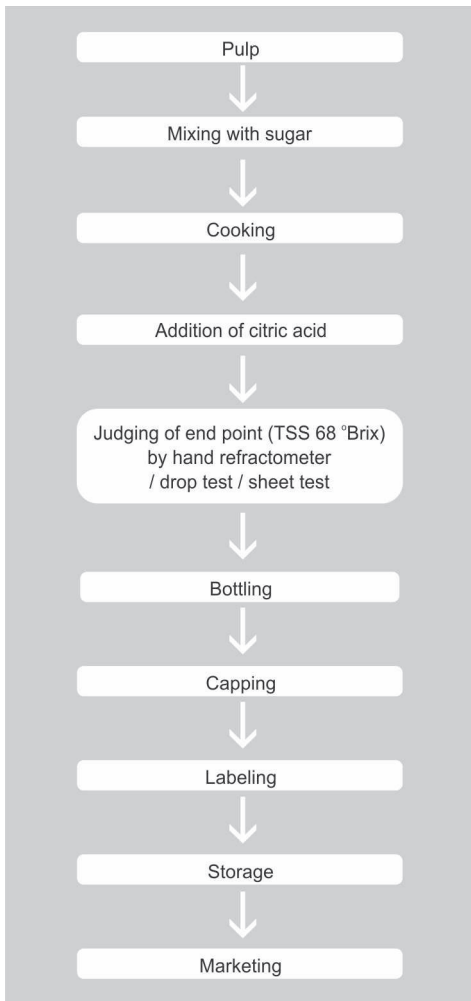 Pulp
Mixing with sugar
Cooking
Addition of citric acid
Judging of end point (TSS 68 °Brix)
by hand refractometer
/ drop test / sheet test
Bottling
Capping
Labeling
Storage
Marketing